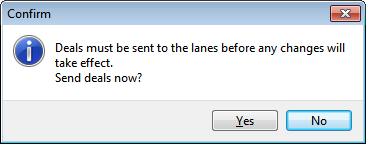 Confirm
Deals must be sent to the lanes before any changes will
take effect.
Send deals now?
Yes
No